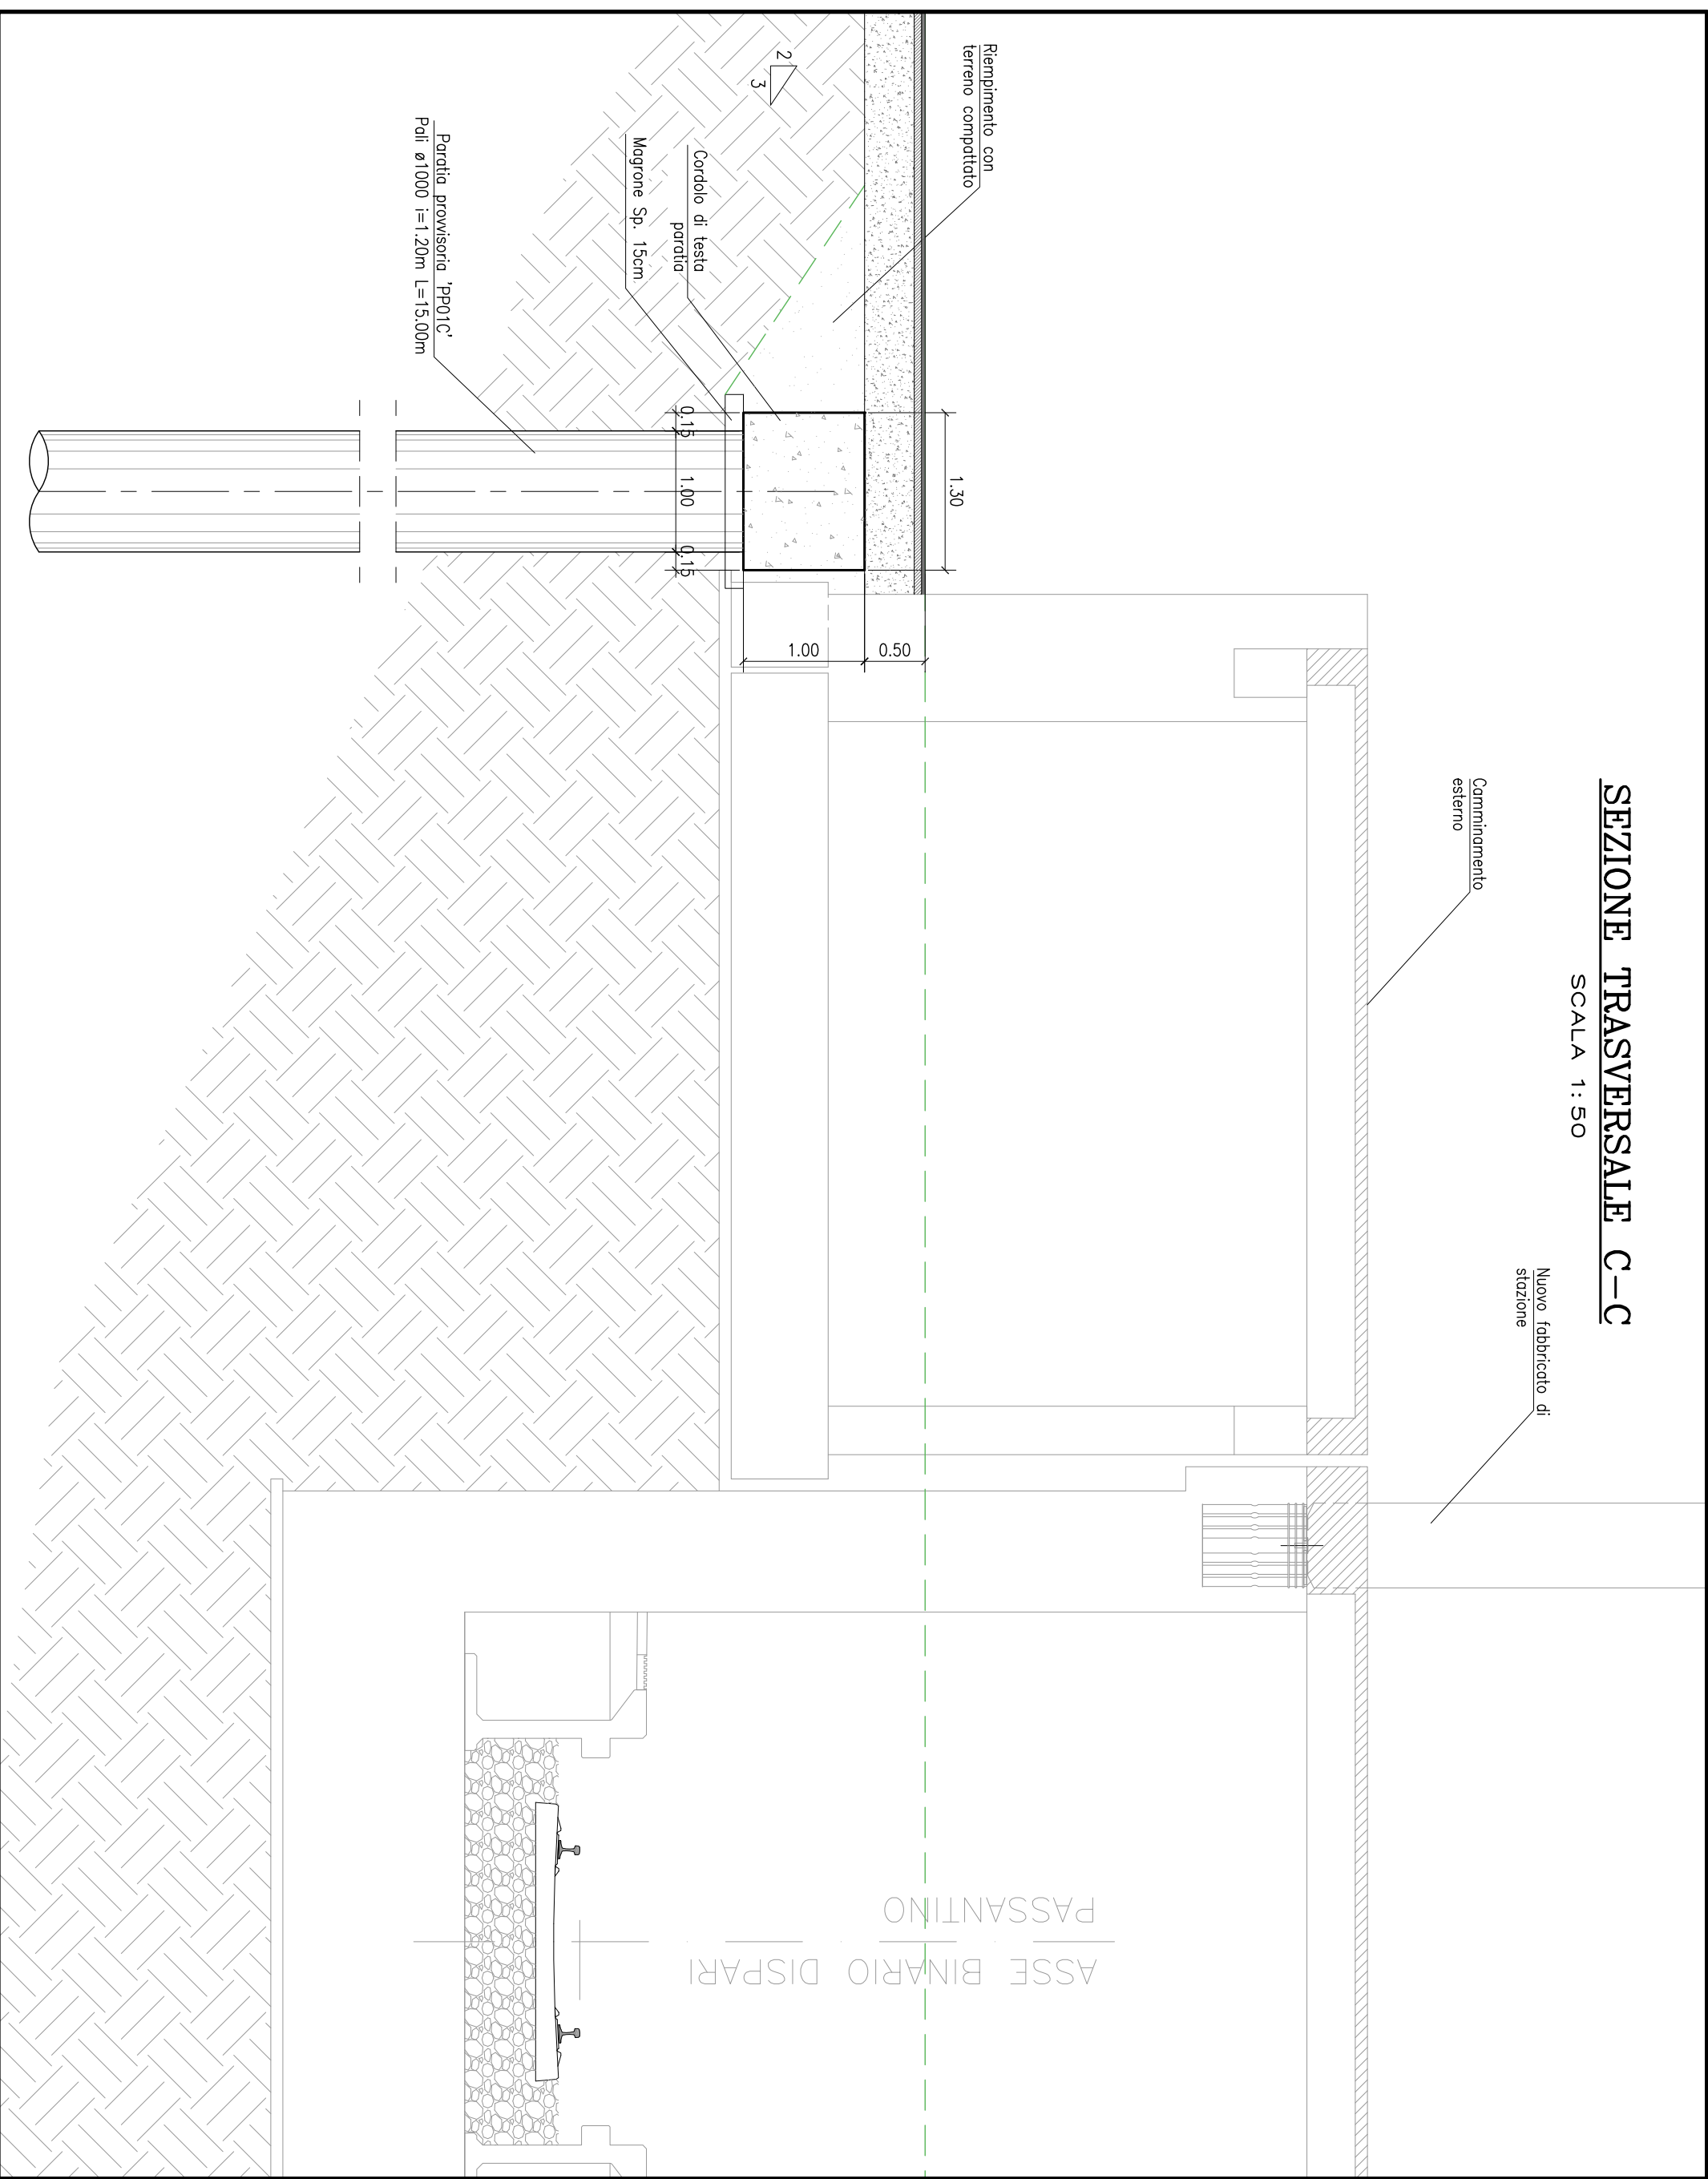 SEZIONE TRASVERSALE C-C
SCALA 1:50
Nuovo fabbricato di
stazione
Camminamento
esterno
Riempimento con
terreno compattato
1.30
0.50
1.00
2
3
Cordolo di testa
paratia
Magrone Sp. 15cm
0.15
1.00
0.15
Paratia provvisoria 'PP01C'
Pali ø1000 i=1.20m L=15.00m
ASSE BINARIO DISPARI
PASSANTINO